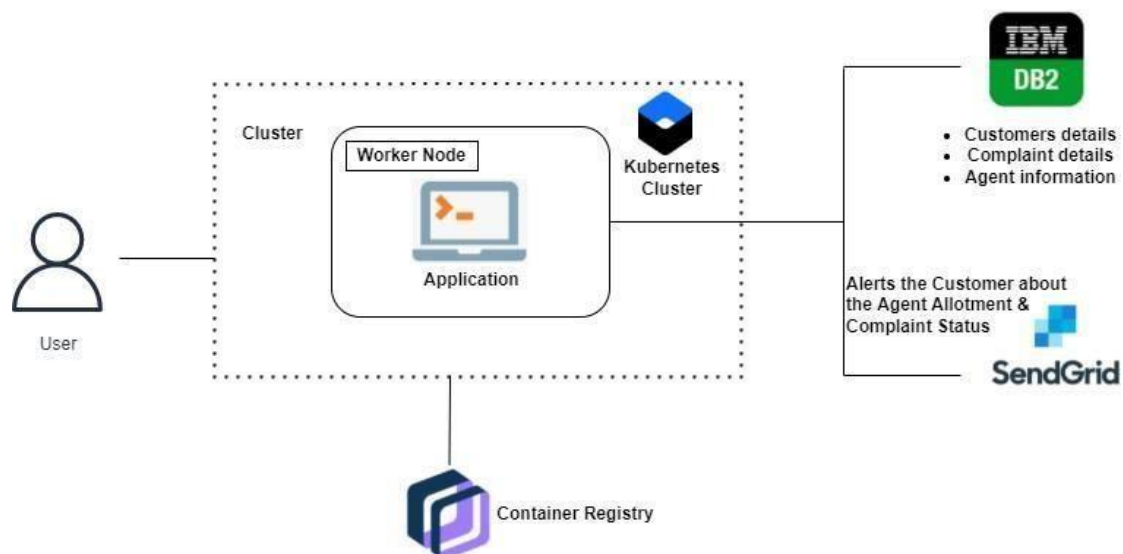 IBM
DB2
Cluster
Worker Node
Kubernetes
Cluster
Application
• Customers details
• Complaint details
• Agent information
User
Alerts the Customer about
the Agent Allotment &
Complaint Status
SendGrid
Container Registry